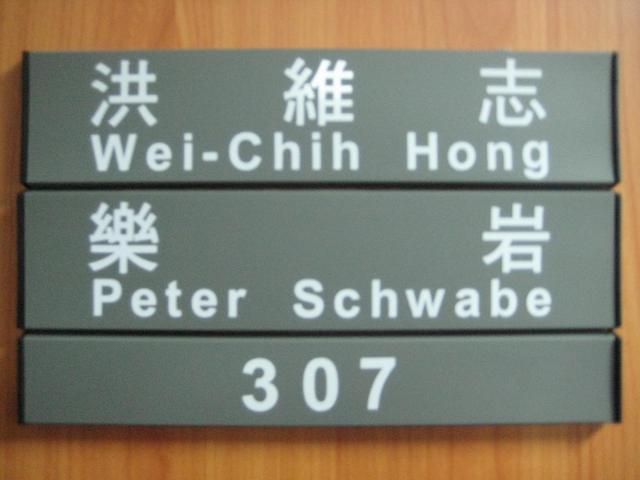 洪維志
Wei-Chih Hong
樂岩
Peter Schwabe
307